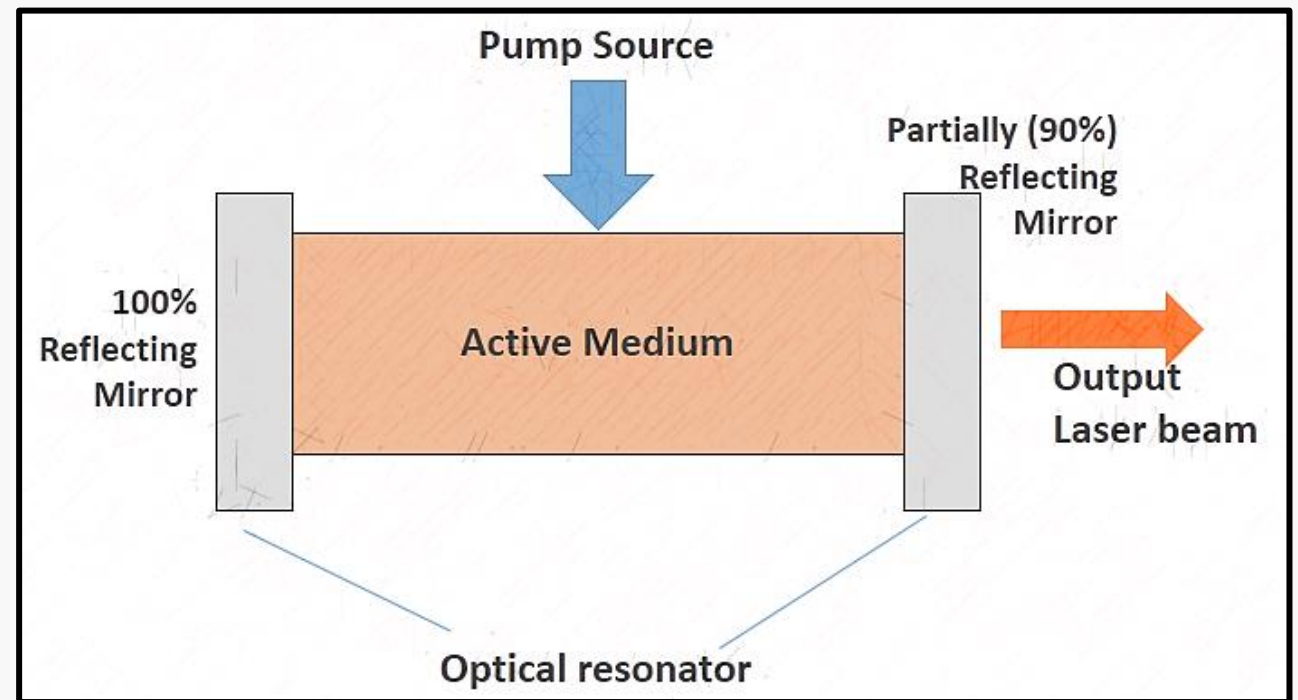 Pump Source
Partially (90%)
Reflecting
Mirror
100%
Reflecting
Mirror
Active Medium
Output
Laser beam
Optical resonator